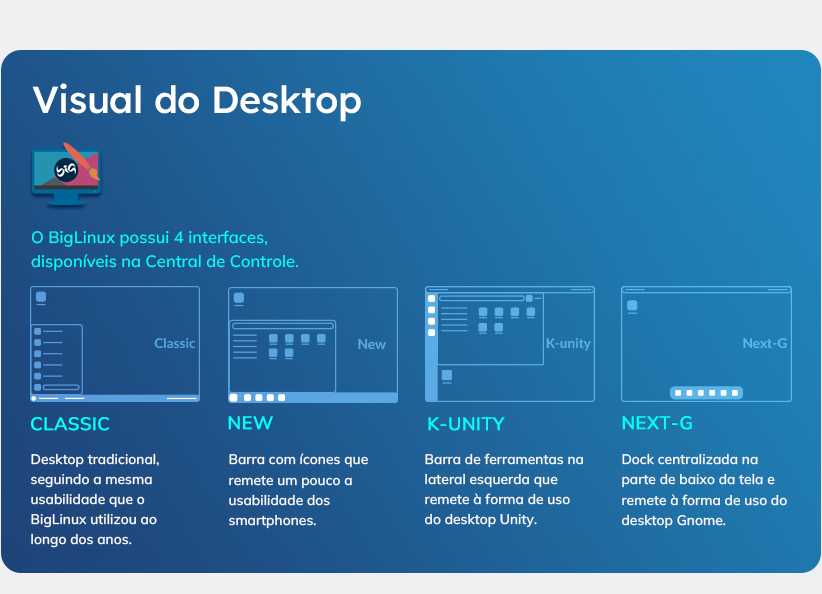 Visual do Desktop
BiG
O BigLinux possui 4 interfaces,
disponíveis na Central de Controle.
Classic
New
K-unity
Next-G
CLASSIC
Desktop tradicional,
seguindo a mesma
usabilidade que o
BigLinux utilizou ao
longo dos anos.
NEW
Barra com ícones que
remete um pouco a
usabilidade dos
smartphones.
K-UNITY
Barra de ferramentas na
lateral esquerda que
remete à forma de uso
do desktop Unity.
NEXT-G
Dock centralizada na
parte de baixo da tela e
remete à forma de uso do
desktop Gnome.